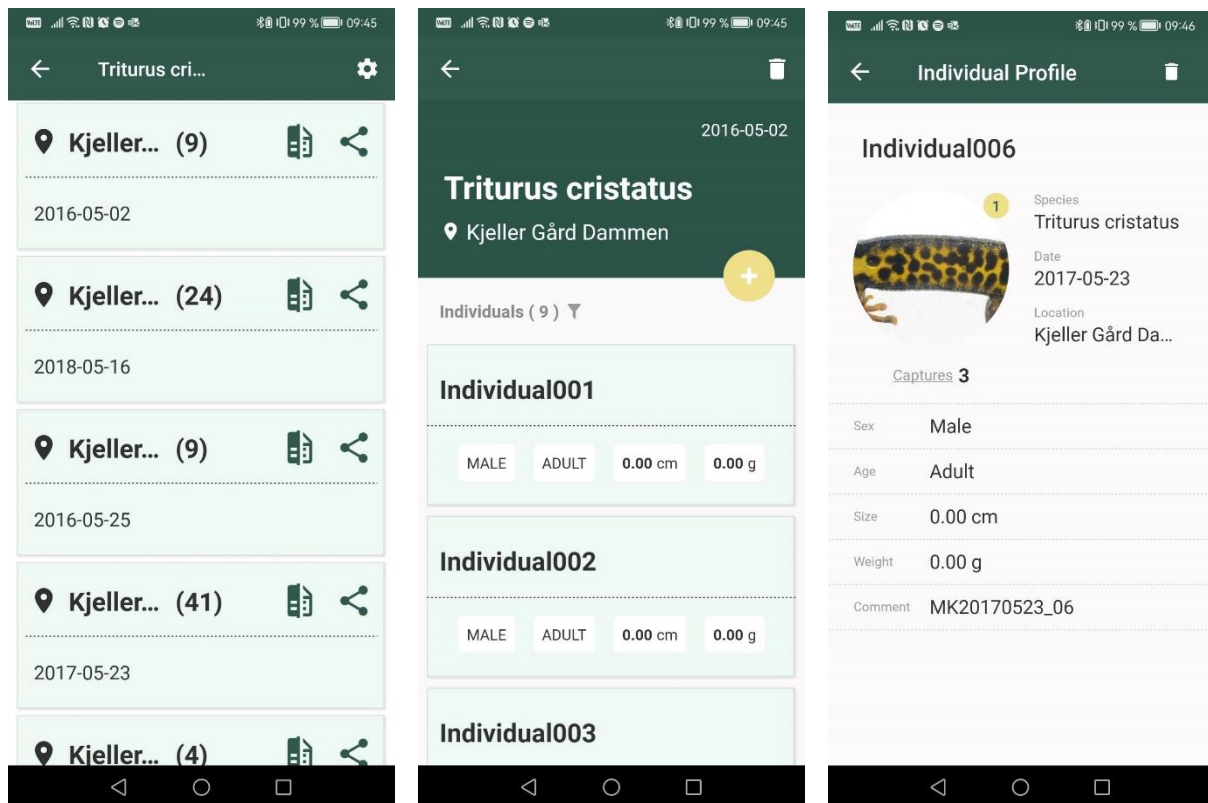 VoLTE 99 % 09:45
Triturus cri...
Kjeller... (9)
2016-05-02
Kjeller... (24)
2018-05-16
Kjeller... (9)
2016-05-25
Kjeller... (41)
2017-05-23
Kjeller... (4)
VoLTE 99 % 09:45
2016-05-02
Triturus cristatus
Kjeller Gård Dammen
+
Individuals ( 9 )
Individual001
MALE ADULT 0.00 cm 0.00 g
Individual002
MALE ADULT 0.00 cm 0.00 g
Individual003
VoLTE 99 % 09:46
Individual Profile
Individual006
1
Species
Triturus cristatus
Date
2017-05-23
Location
Kjeller Gård Da...
Captures 3
Sex Male
Age Adult
Size 0.00 cm
Weight 0.00 g
Comment MK20170523_06